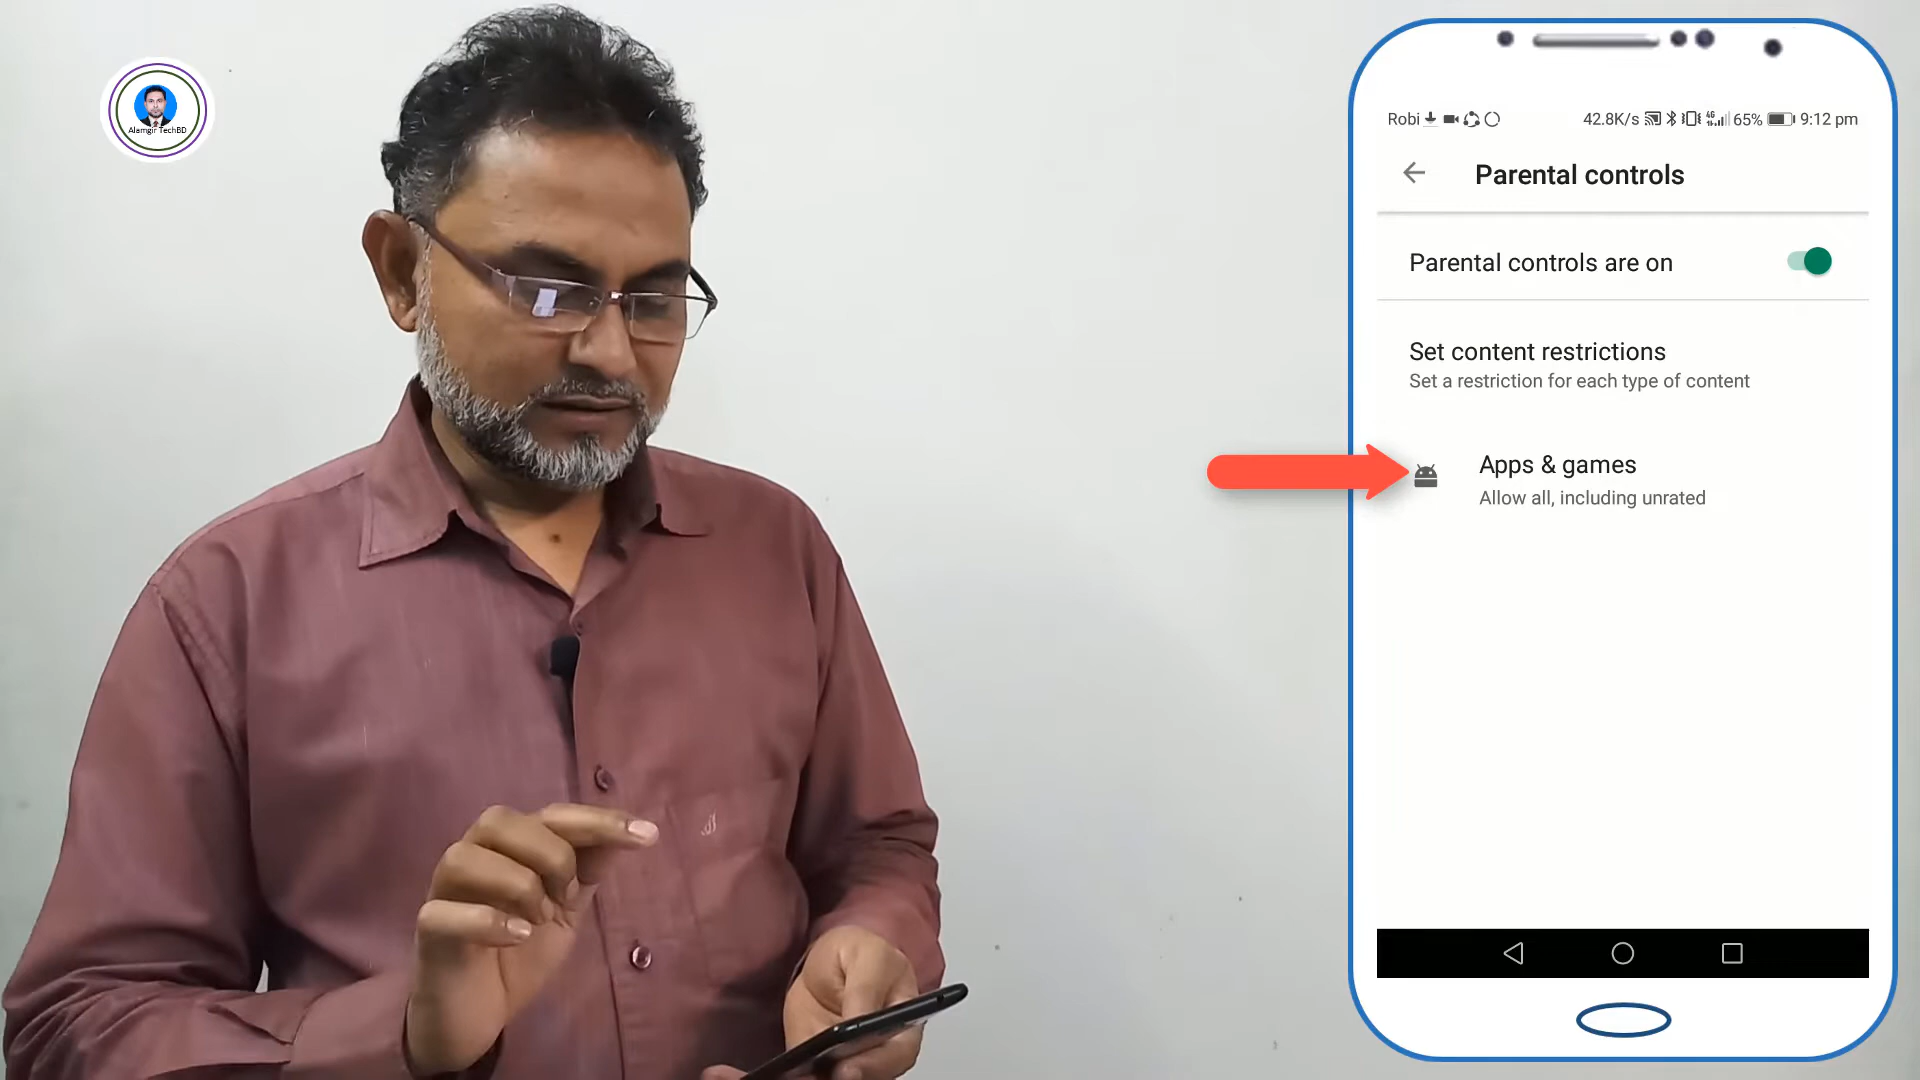 Alamgir TechBD
Robi 42.8K/s 4G 65% 9:12 pm
Parental controls
Parental controls are on
Set content restrictions
Set a restriction for each type of content
Apps & games
Allow all, including unrated